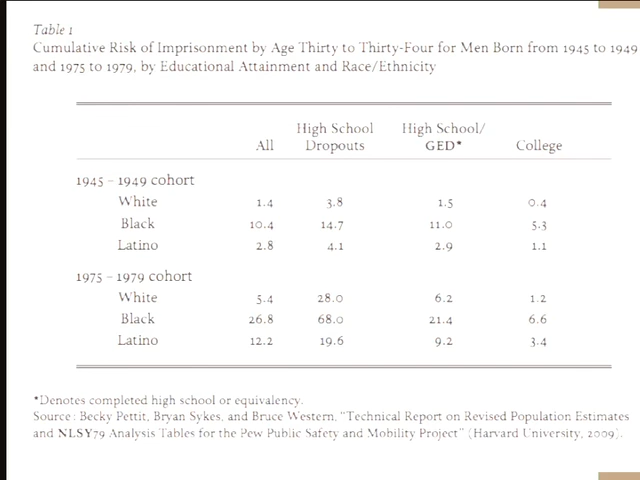 Table 1
Cumulative Risk of Imprisonment by Age Thirty to Thirty-Four for Men Born from 1945 to 1949
and 1975 to 1979, by Educational Attainment and Race/Ethnicity
High School High School/
All Dropouts GED* College
1945 – 1949 cohort
White 1.4 3.8 1.5 0.4
Black 10.4 14.7 11.0 5.3
Latino 2.8 4.1 2.9 1.1
1975 – 1979 cohort
White 5.4 28.0 6.2 1.2
Black 26.8 68.0 21.4 6.6
Latino 12.2 19.6 9.2 3.4
*Denotes completed high school or equivalency.
Source: Becky Pettit, Bryan Sykes, and Bruce Western, “Technical Report on Revised Population Estimates
and NLSY79 Analysis Tables for the Pew Public Safety and Mobility Project” (Harvard University, 2009).